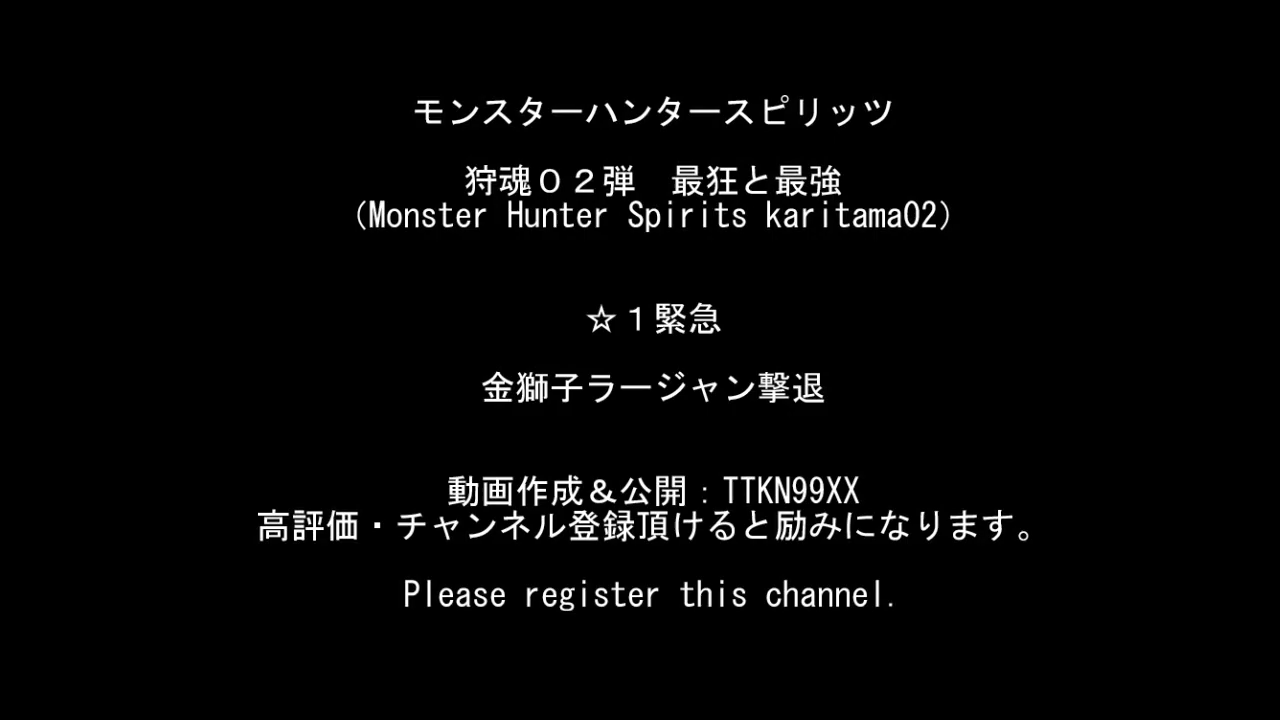 モンスターハンタースピリッツ
狩魂０２弾　最狂と最強
(Monster Hunter Spirits karitama02)
☆１緊急
金獅子ラージャン撃退
動画作成＆公開：TTKN99XX
高評価・チャンネル登録頂けると励みになります。
Please register this channel.